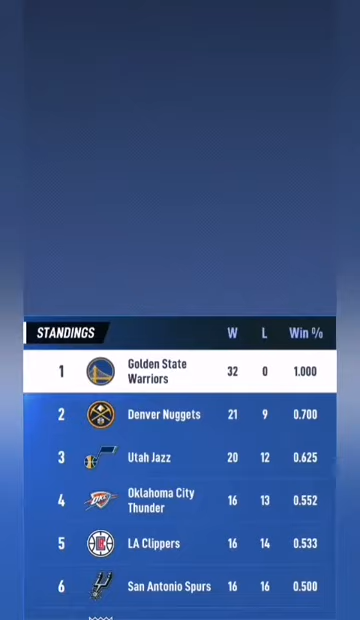 STANDINGS W L Win %
1 Golden State Warriors 32 0 1.000
2 Denver Nuggets 21 9 0.700
3 Utah Jazz 20 12 0.625
4 Oklahoma City Thunder 16 13 0.552
5 LA Clippers 16 14 0.533
6 San Antonio Spurs 16 16 0.500